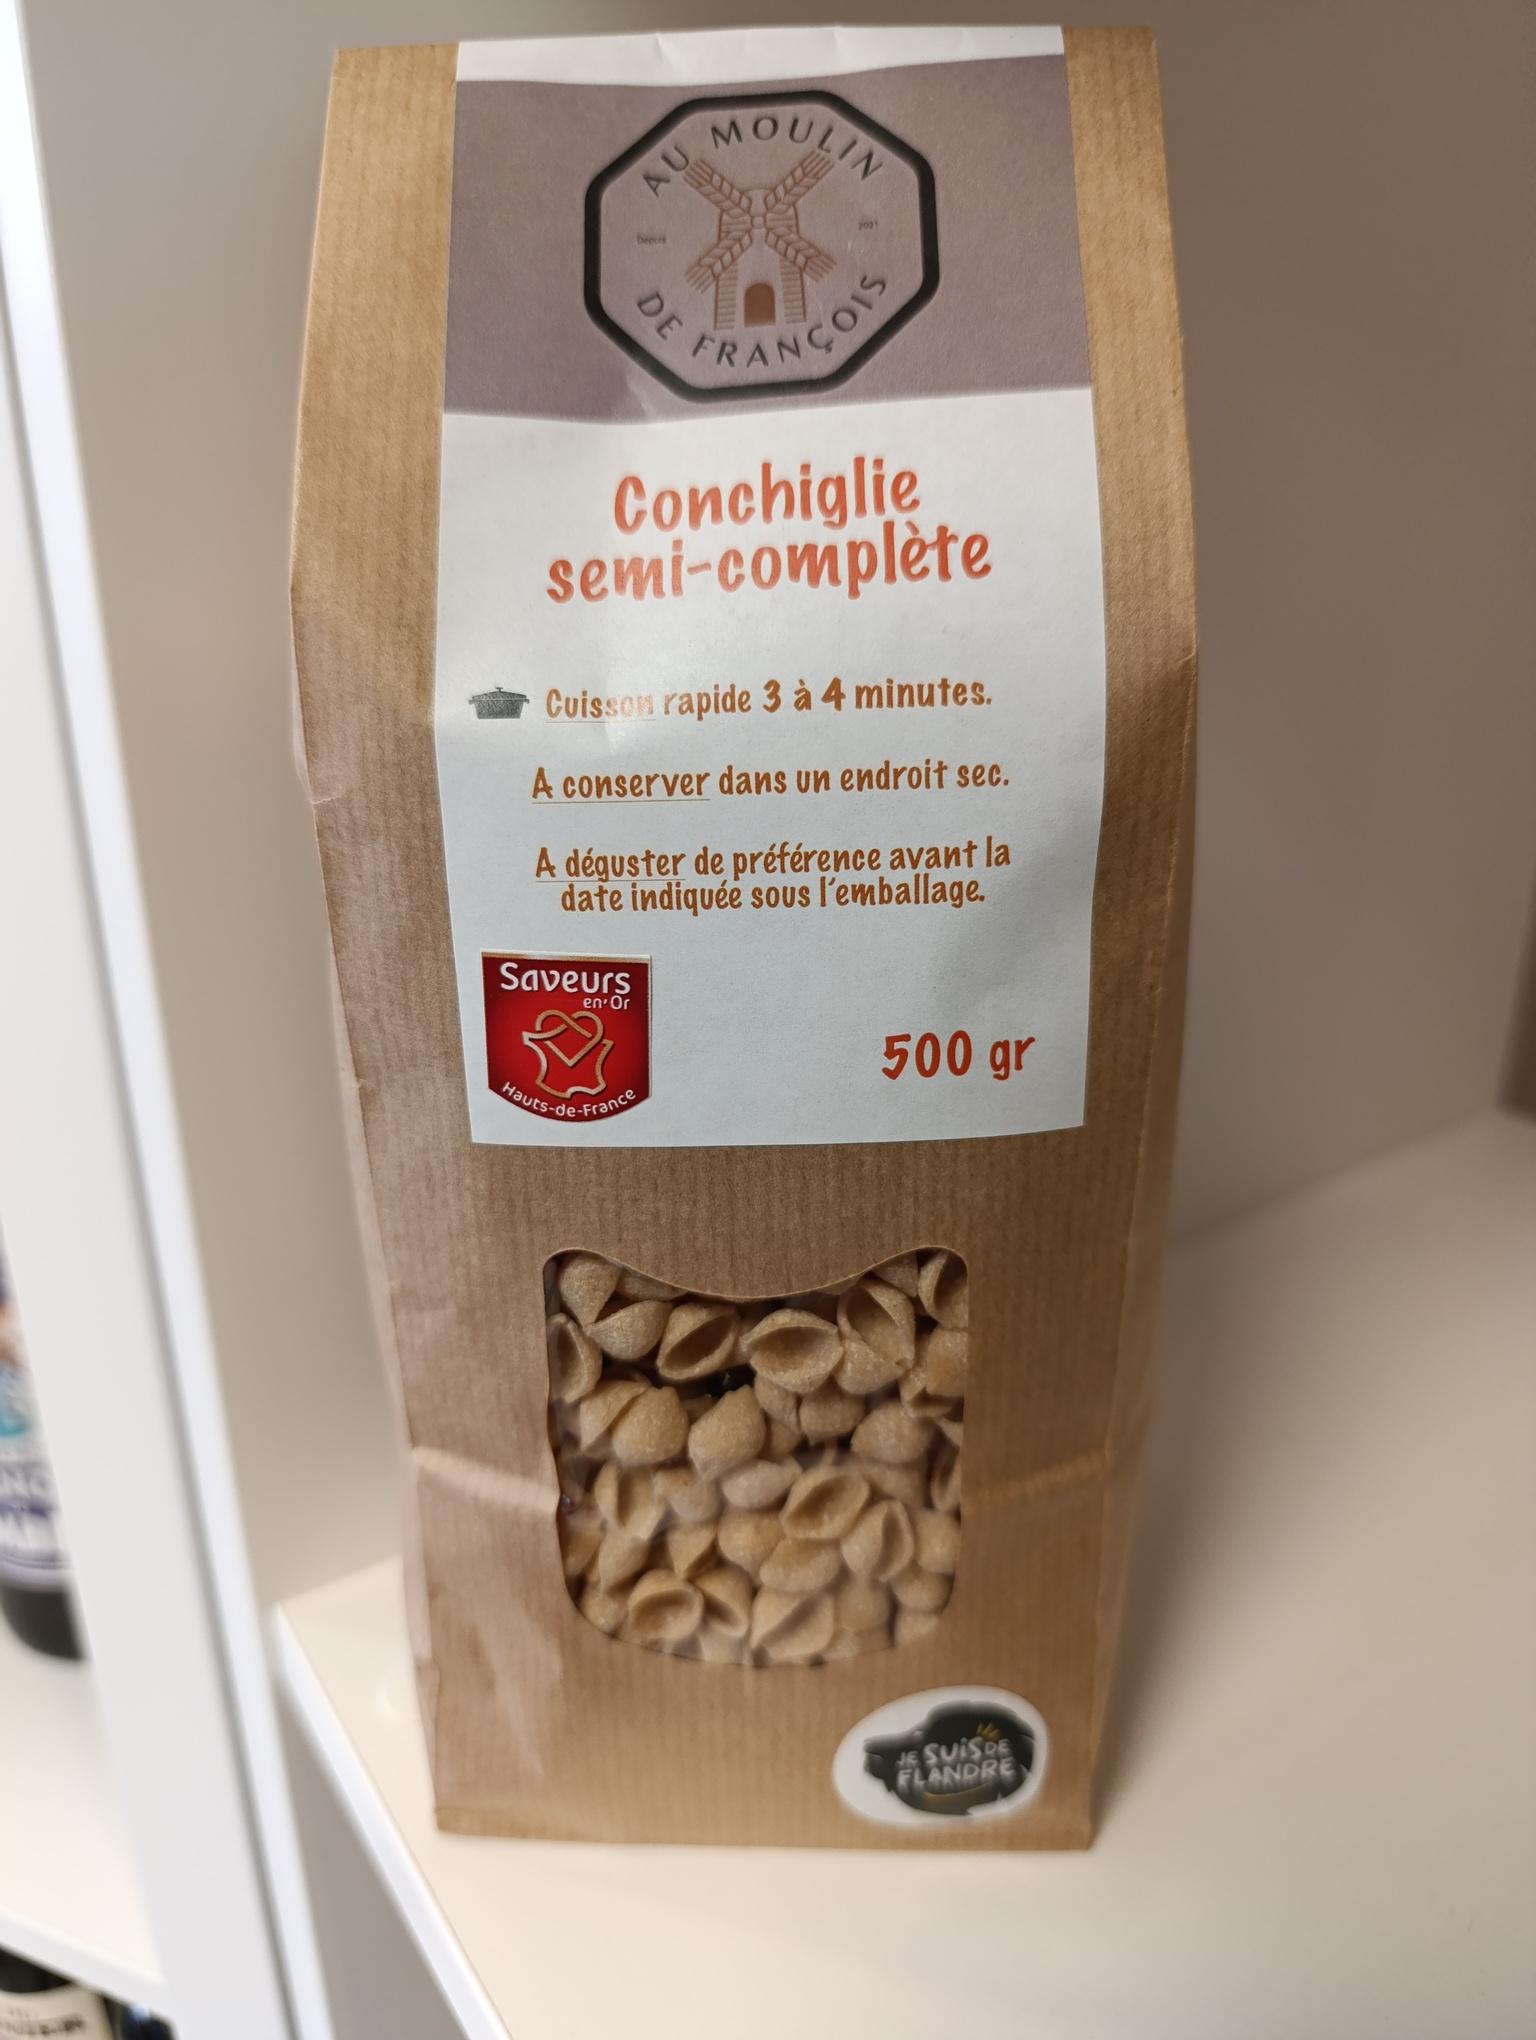 AU MOULIN
Depuis
2021
DE FRANÇOIS
Conchiglie
semi-complète
Cuisson rapide 3 à 4 minutes.
A conserver dans un endroit sec.
A déguster de préférence avant la
date indiquée sous l'emballage.
Saveurs
en'Or
Hauts-de-France
500 gr
JE SUIS DE
FLANDRE